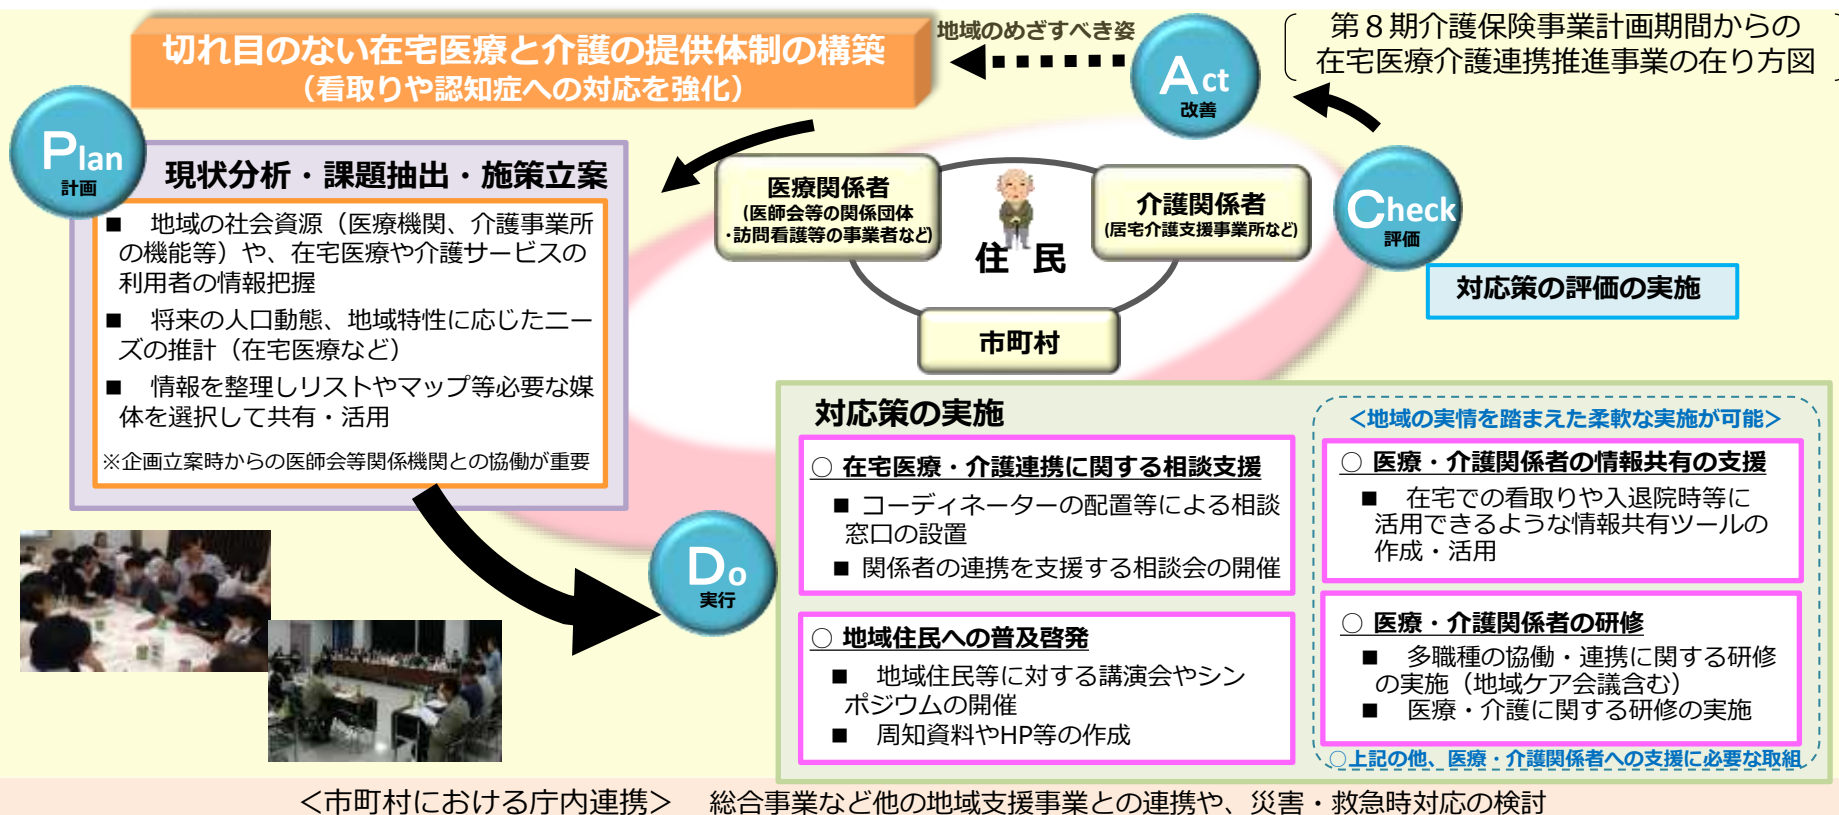 切れ目のない在宅医療と介護の提供体制の構築
（看取りや認知症への対応を強化）
地域のめざすべき姿
Act
改善
第８期介護保険事業計画期間からの
在宅医療介護連携推進事業の在り方図
Plan
計画
現状分析・課題抽出・施策立案
■　地域の社会資源（医療機関、介護事業所
の機能等）や、在宅医療や介護サービスの
利用者の情報把握
■　将来の人口動態、地域特性に応じたニー
ズの推計（在宅医療など）
■　情報を整理しリストやマップ等必要な媒
体を選択して共有・活用
※企画立案時からの医師会等関係機関との協働が重要
医療関係者
(医師会等の関係団体
・訪問看護等の事業者など)
住 民
介護関係者
(居宅介護支援事業所など)
市町村
Check
評価
対応策の評価の実施
Do
実行
対応策の実施
○ 在宅医療・介護連携に関する相談支援
■ コーディネーターの配置等による相談
窓口の設置
■ 関係者の連携を支援する相談会の開催
○ 地域住民への普及啓発
■　地域住民等に対する講演会やシン
ポジウムの開催
■　周知資料やHP等の作成
＜地域の実情を踏まえた柔軟な実施が可能＞
○ 医療・介護関係者の情報共有の支援
■　在宅での看取りや入退院時等に
活用できるような情報共有ツールの
作成・活用
○ 医療・介護関係者の研修
■　多職種の協働・連携に関する研修
の実施（地域ケア会議含む）
■　医療・介護に関する研修の実施
○上記の他、医療・介護関係者への支援に必要な取組
＜市町村における庁内連携＞　総合事業など他の地域支援事業との連携や、災害・救急時対応の検討